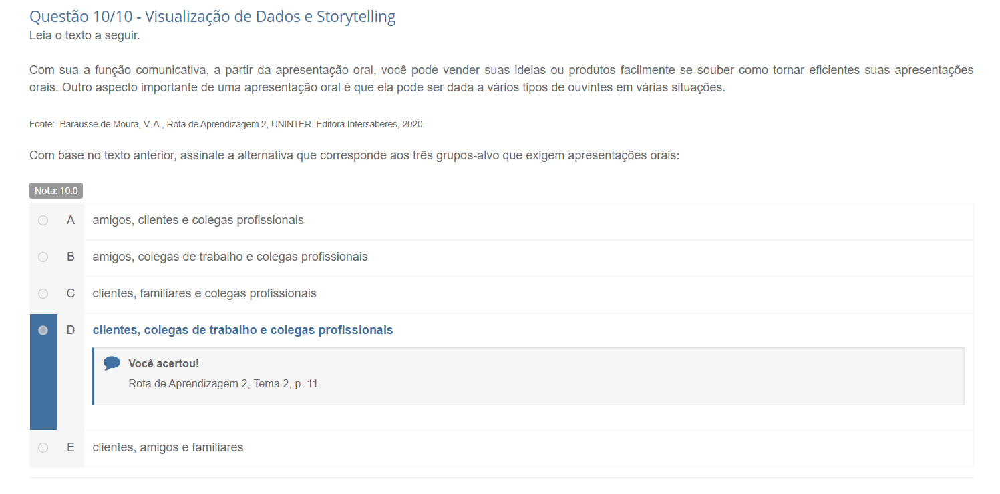 Questão 10/10 - Visualização de Dados e Storytelling
Leia o texto a seguir.
Com sua a função comunicativa, a partir da apresentação oral, você pode vender suas ideias ou produtos facilmente se souber como tornar eficientes suas apresentações
orais. Outro aspecto importante de uma apresentação oral é que ela pode ser dada a vários tipos de ouvintes em várias situações.
Fonte: Barausse de Moura, V. A., Rota de Aprendizagem 2, UNINTER. Editora Intersaberes, 2020.
Com base no texto anterior, assinale a alternativa que corresponde aos três grupos-alvo que exigem apresentações orais:
Nota: 10.0
A amigos, clientes e colegas profissionais
B amigos, colegas de trabalho e colegas profissionais
C clientes, familiares e colegas profissionais
D clientes, colegas de trabalho e colegas profissionais
Você acertou!
Rota de Aprendizagem 2, Tema 2, p. 11
E clientes, amigos e familiares